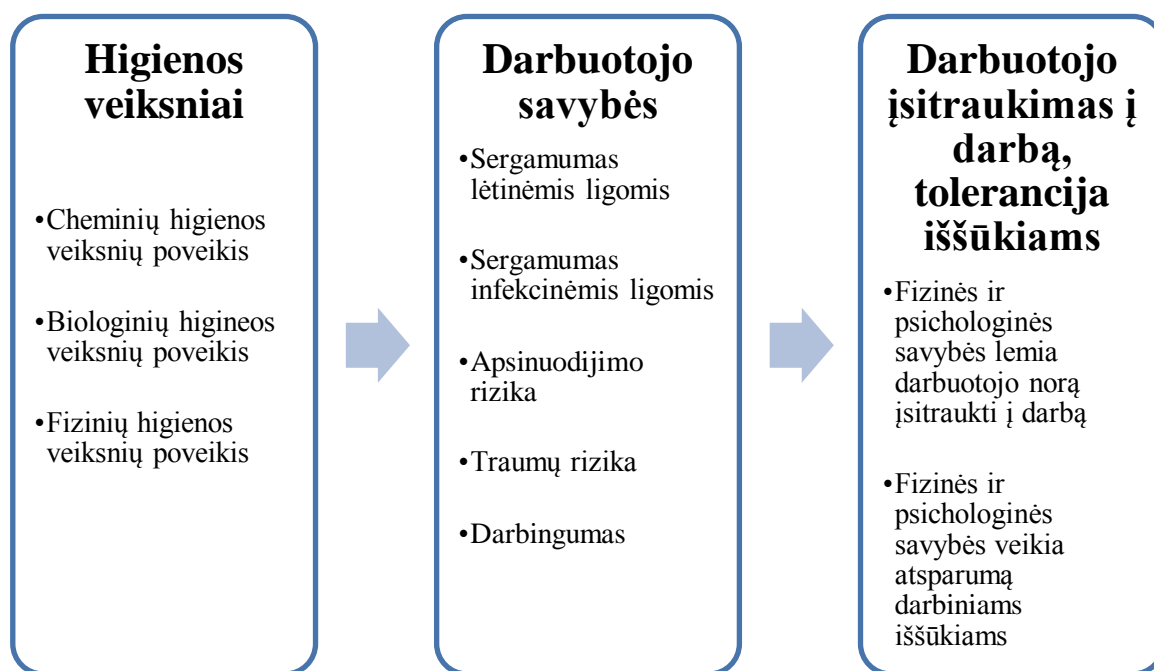 Higienos
veiksniai
•Cheminių higienos
veiksnių poveikis
•Biologinių higineos
veiksnių poveikis
•Fizinių higienos
veiksnių poveikis
Darbuotojo
savybės
•Sergamumas
lėtinėmis ligomis
•Sergamumas
infekcinėmis ligomis
•Apsinuodijimo
rizika
•Traumų rizika
•Darbingumas
Darbuotojo
įsitraukimas į
darbą,
tolerancija
iššūkiams
•Fizinės ir
psichologinės
savybės lemia
darbuotojo norą
įsitraukti į darbą
•Fizinės ir
psichologinės
savybės veikia
atsparumą
darbiniams
iššūkiams